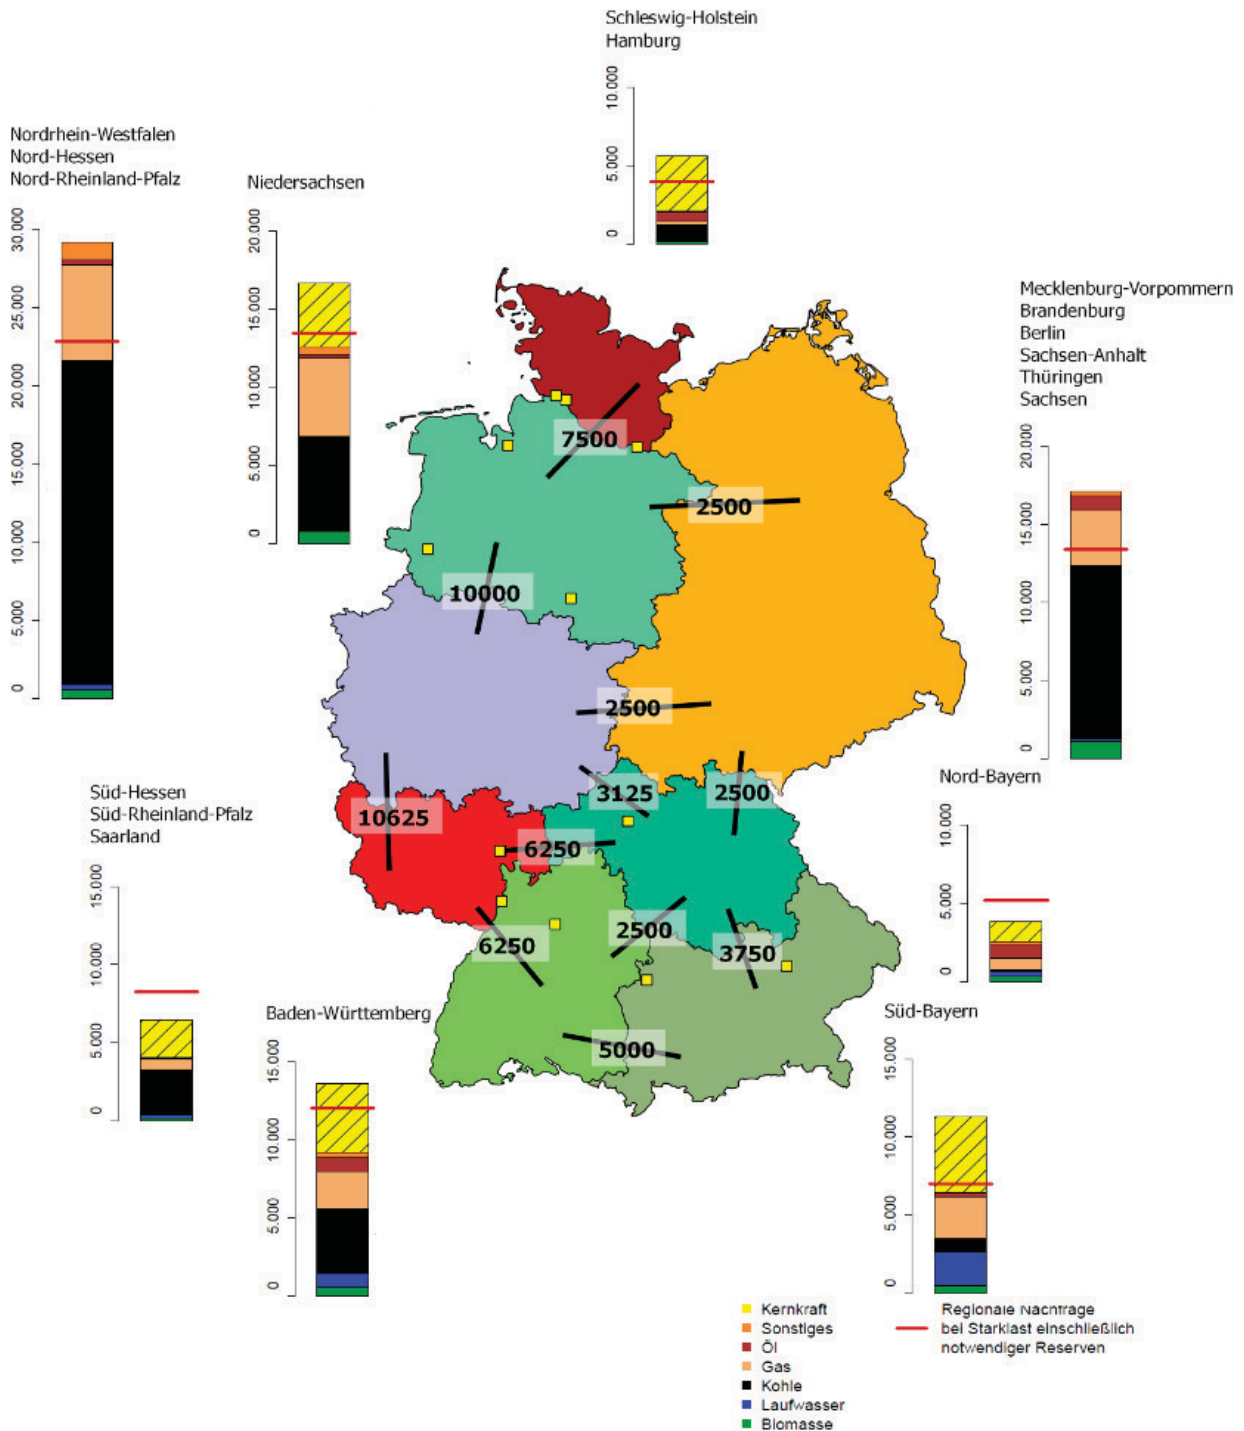 Schleswig-Holstein
Hamburg
10.000
5.000
0
Nordrhein-Westfalen
Nord-Hessen
Nord-Rheinland-Pfalz
30.000
25.000
20.000
15.000
10.000
5.000
0
Niedersachsen
20.000
15.000
10.000
5.000
0
Mecklenburg-Vorpommern
Brandenburg
Berlin
Sachsen-Anhalt
Thüringen
Sachsen
20.000
15.000
10.000
5.000
0
7500
2500
10000
2500
3125
2500
10625
6250
2500
6250
3750
5000
Süd-Hessen
Süd-Rheinland-Pfalz
Saarland
15.000
10.000
5.000
0
Nord-Bayern
10.000
5.000
0
Baden-Württemberg
15.000
10.000
5.000
0
Süd-Bayern
15.000
10.000
5.000
0
Kernkraft
Sonstiges
Öl
Gas
Kohle
Laufwasser
Biomasse
Regionale Nachfrage
bei Starklast einschließlich
notwendiger Reserven